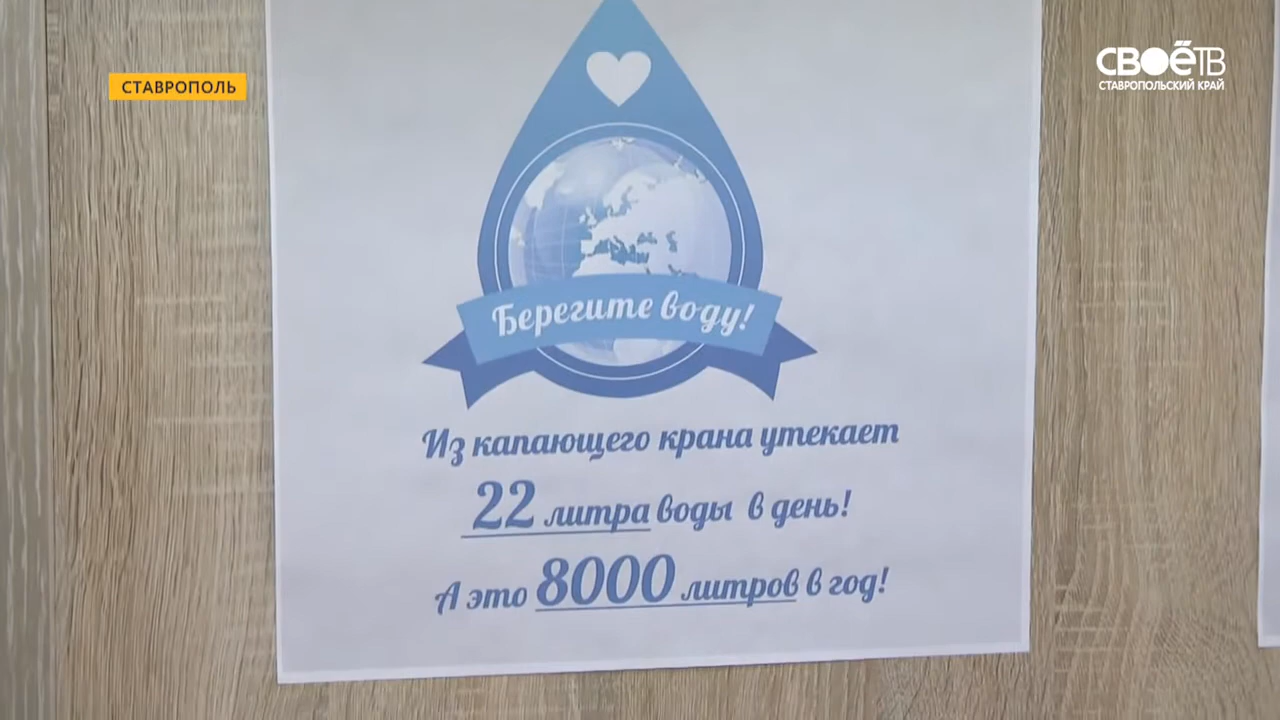 СТАВРОПОЛЬ
СВОЁТВ
СТАВРОПОЛЬСКИЙ КРАЙ
Берегите воду!
Из капающего крана утекает
22 литра воды в день!
А это 8000 литров в год!